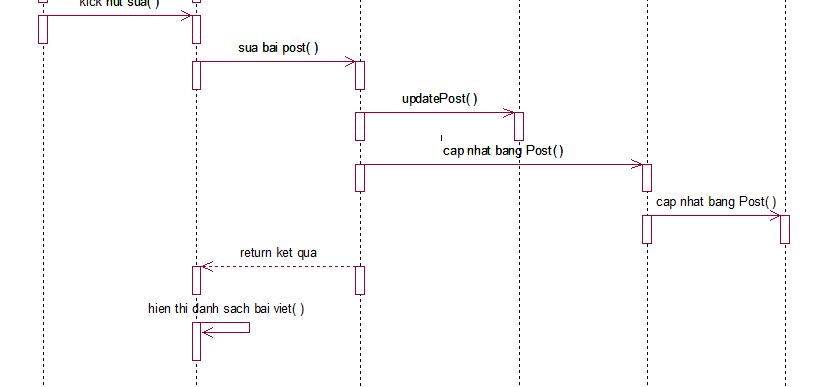 kick nut sua( )
sua bai post( )
updatePost( )
cap nhat bang Post( )
cap nhat bang Post( )
return ket qua
hien thi danh sach bai viet( )